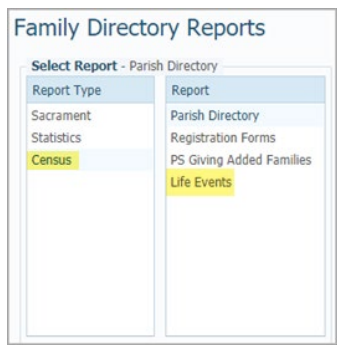 Family Directory Reports
Select Report - Parish Directory
Report Type
Report
Sacrament
Parish Directory
Statistics
Registration Forms
Census
PS Giving Added Families
Life Events